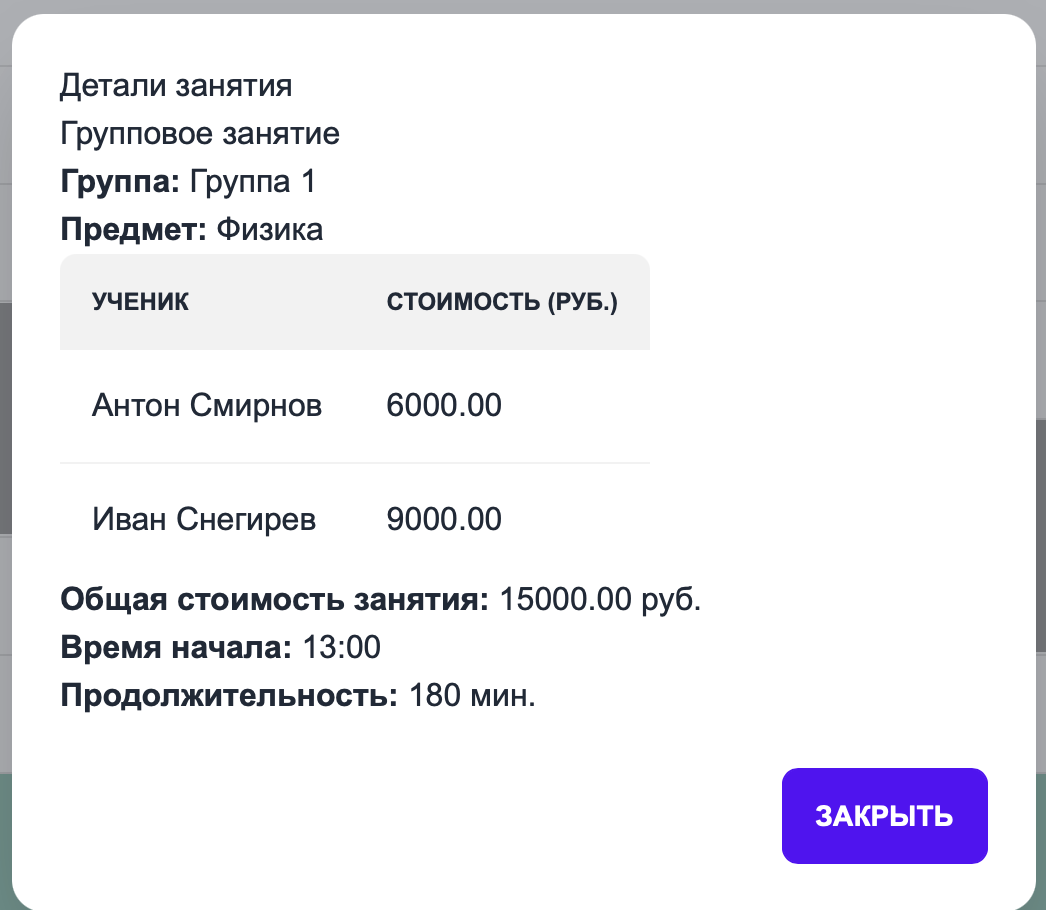 Детали занятия
Групповое занятие
Группа: Группа 1
Предмет: Физика
УЧЕНИК СТОИМОСТЬ (РУБ.)
Антон Смирнов 6000.00
Иван Снегирев 9000.00
Общая стоимость занятия: 15000.00 руб.
Время начала: 13:00
Продолжительность: 180 мин.
ЗАКРЫТЬ